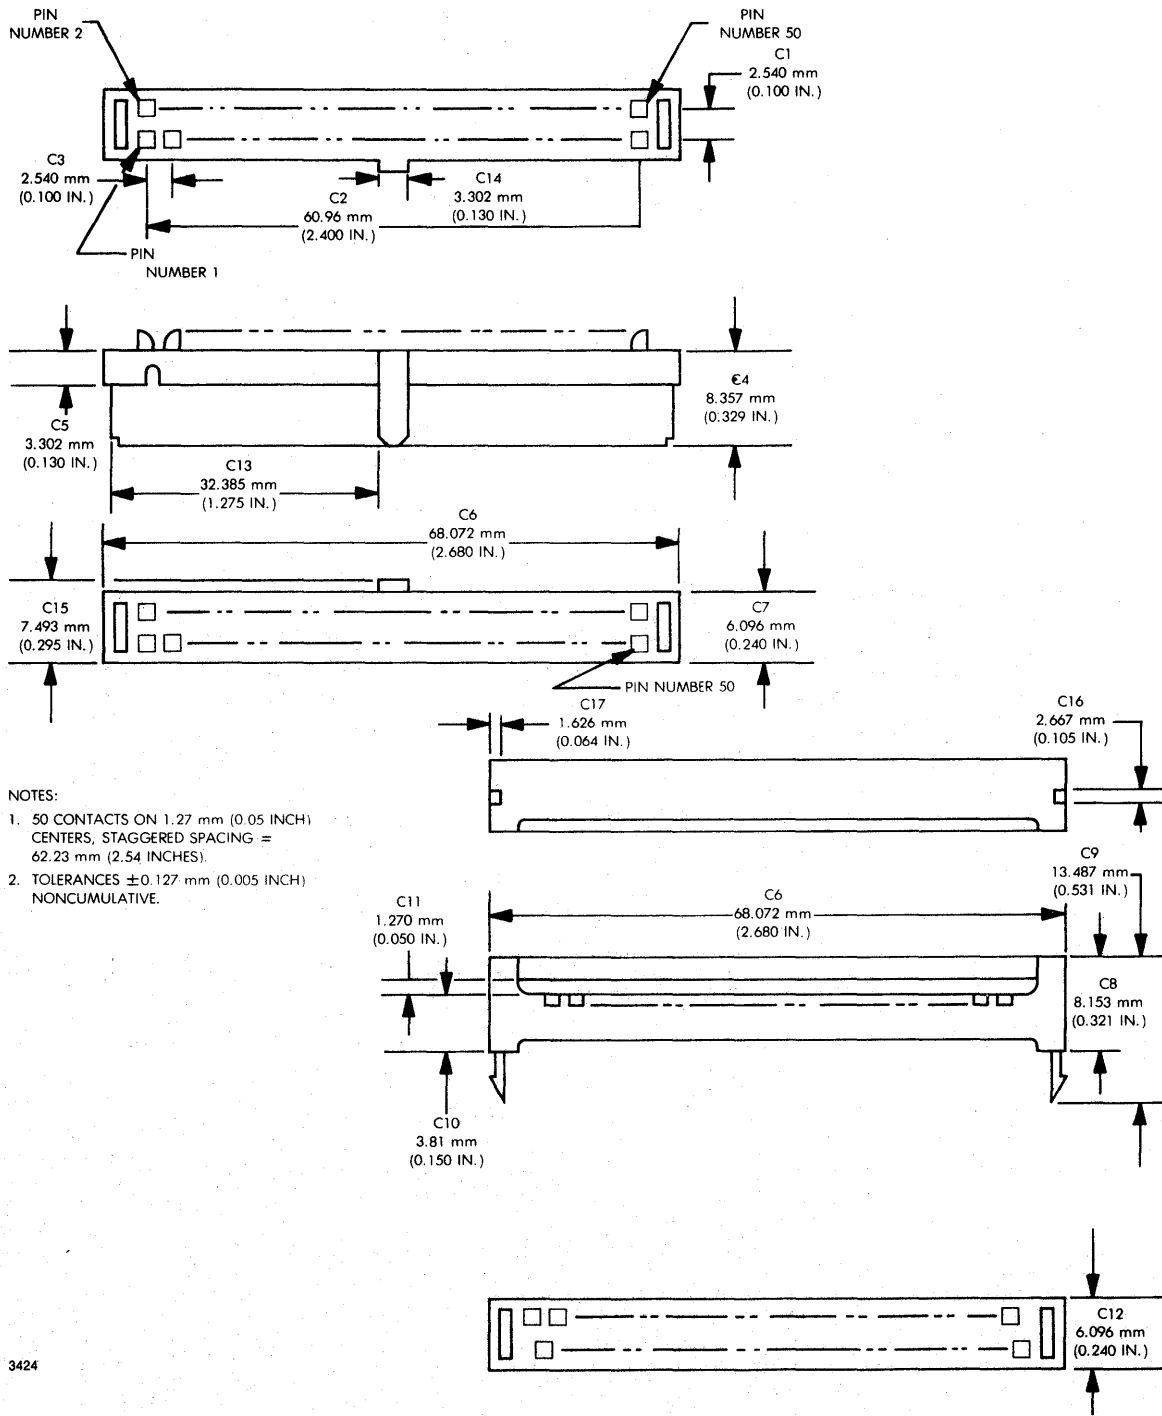 PIN
NUMBER 2
PIN
NUMBER 50
C1
2.540 mm
(0.100 IN.)
C3
2.540 mm
(0.100 IN.)
C2
60.96 mm
(2.400 IN.)
C14
3.302 mm
(0.130 IN.)
PIN
NUMBER 1
C5
3.302 mm
(0.130 IN.)
C4
8.357 mm
(0.329 IN.)
C13
32.385 mm
(1.275 IN.)
C6
68.072 mm
(2.680 IN.)
C15
7.493 mm
(0.295 IN.)
C7
6.096 mm
(0.240 IN.)
PIN NUMBER 50
C17
1.626 mm
(0.064 IN.)
C16
2.667 mm
(0.105 IN.)
NOTES:
1. 50 CONTACTS ON 1.27 mm (0.05 INCH)
CENTERS, STAGGERED SPACING =
62.23 mm (2.54 INCHES).
2. TOLERANCES ±0.127 mm (0.005 INCH)
NONCUMULATIVE.
C11
1.270 mm
(0.050 IN.)
C6
68.072 mm
(2.680 IN.)
C9
13.487 mm
(0.531 IN.)
C8
8.153 mm
(0.321 IN.)
C10
3.81 mm
(0.150 IN.)
C12
6.096 mm
(0.240 IN.)
3424